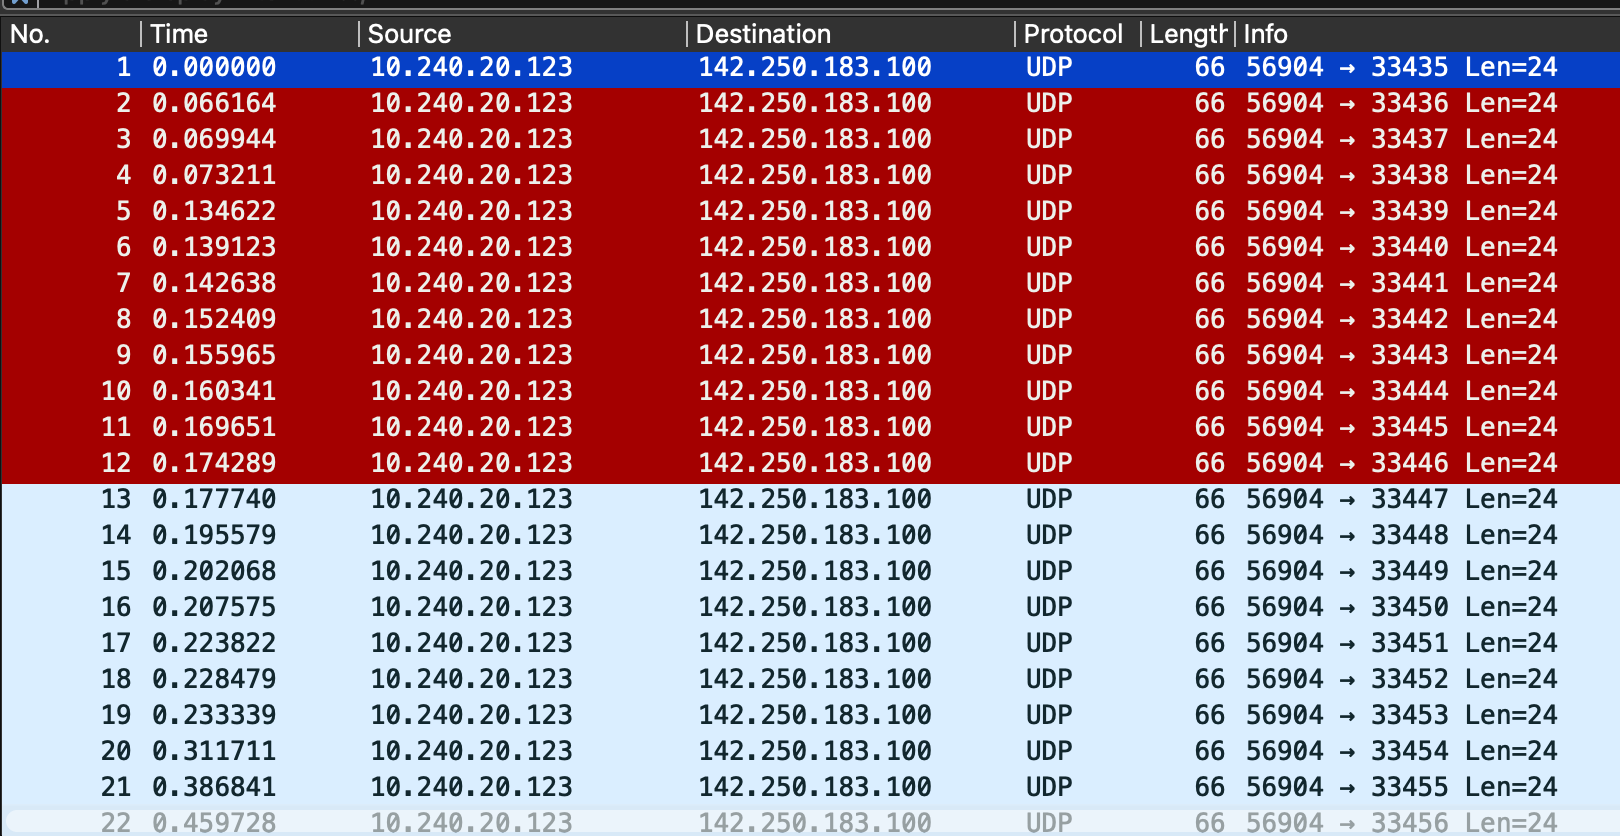 No. Time Source Destination Protocol Length Info
1 0.000000 10.240.20.123 142.250.183.100 UDP 66 56904 → 33435 Len=24
2 0.066164 10.240.20.123 142.250.183.100 UDP 66 56904 → 33436 Len=24
3 0.069944 10.240.20.123 142.250.183.100 UDP 66 56904 → 33437 Len=24
4 0.073211 10.240.20.123 142.250.183.100 UDP 66 56904 → 33438 Len=24
5 0.134622 10.240.20.123 142.250.183.100 UDP 66 56904 → 33439 Len=24
6 0.139123 10.240.20.123 142.250.183.100 UDP 66 56904 → 33440 Len=24
7 0.142638 10.240.20.123 142.250.183.100 UDP 66 56904 → 33441 Len=24
8 0.152409 10.240.20.123 142.250.183.100 UDP 66 56904 → 33442 Len=24
9 0.155965 10.240.20.123 142.250.183.100 UDP 66 56904 → 33443 Len=24
10 0.160341 10.240.20.123 142.250.183.100 UDP 66 56904 → 33444 Len=24
11 0.169651 10.240.20.123 142.250.183.100 UDP 66 56904 → 33445 Len=24
12 0.174289 10.240.20.123 142.250.183.100 UDP 66 56904 → 33446 Len=24
13 0.177740 10.240.20.123 142.250.183.100 UDP 66 56904 → 33447 Len=24
14 0.195579 10.240.20.123 142.250.183.100 UDP 66 56904 → 33448 Len=24
15 0.202068 10.240.20.123 142.250.183.100 UDP 66 56904 → 33449 Len=24
16 0.207575 10.240.20.123 142.250.183.100 UDP 66 56904 → 33450 Len=24
17 0.223822 10.240.20.123 142.250.183.100 UDP 66 56904 → 33451 Len=24
18 0.228479 10.240.20.123 142.250.183.100 UDP 66 56904 → 33452 Len=24
19 0.233339 10.240.20.123 142.250.183.100 UDP 66 56904 → 33453 Len=24
20 0.311711 10.240.20.123 142.250.183.100 UDP 66 56904 → 33454 Len=24
21 0.386841 10.240.20.123 142.250.183.100 UDP 66 56904 → 33455 Len=24
22 0.459728 10.240.20.123 142.250.183.100 UDP 66 56904 → 33456 Len=24